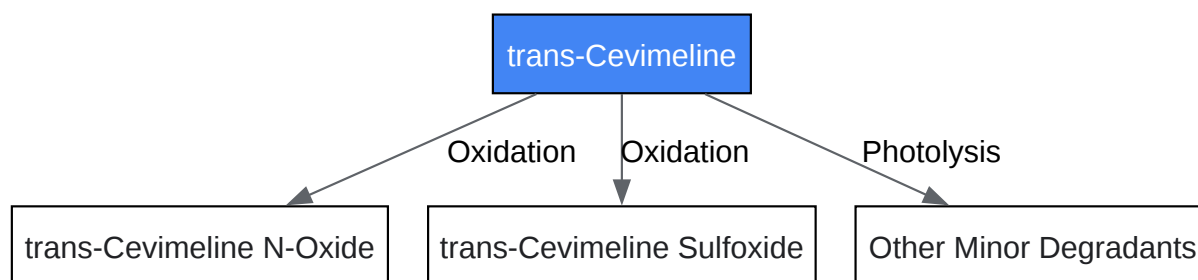 trans-Cevimeline
Oxidation
Oxidation
Photolysis
trans-Cevimeline N-Oxide
trans-Cevimeline Sulfoxide
Other Minor Degradants